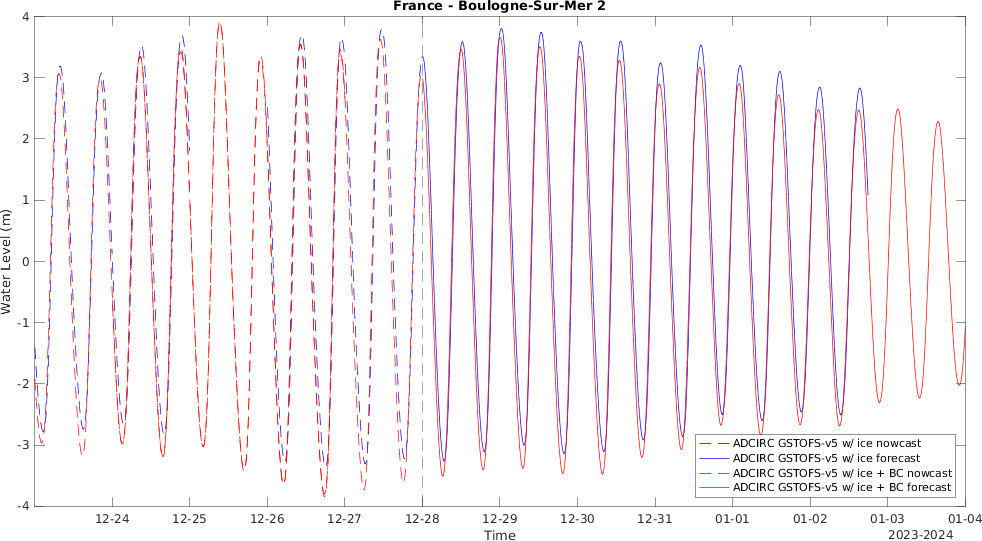 France - Boulogne-Sur-Mer 2
4
3
2
1
0
-1
-2
-3
-4
Water Level (m)
ADCIRC GSTOFS-v5 w/ ice nowcast
ADCIRC GSTOFS-v5 w/ ice forecast
ADCIRC GSTOFS-v5 w/ ice + BC nowcast
ADCIRC GSTOFS-v5 w/ ice + BC forecast
12-24 12-25 12-26 12-27 12-28 12-29 12-30 12-31 01-01 01-02 01-03 01-04
Time
2023-2024